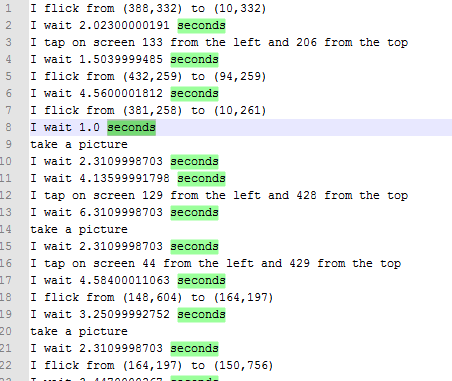 1 I flick from (388,332) to (10,332)
2 I wait 2.02300000191 seconds
3 I tap on screen 133 from the left and 206 from the top
4 I wait 1.5039999485 seconds
5 I flick from (432,259) to (94,259)
6 I wait 4.5600001812 seconds
7 I flick from (381,258) to (10,261)
8 I wait 1.0 seconds
9 take a picture
10 I wait 2.3109998703 seconds
11 I wait 4.13599991798 seconds
12 I tap on screen 129 from the left and 428 from the top
13 I wait 6.3109998703 seconds
14 take a picture
15 I wait 2.3109998703 seconds
16 I tap on screen 44 from the left and 429 from the top
17 I wait 4.58400011063 seconds
18 I flick from (148,604) to (164,197)
19 I wait 3.25099992752 seconds
20 take a picture
21 I wait 2.3109998703 seconds
22 I flick from (164,197) to (150,756)
I wait